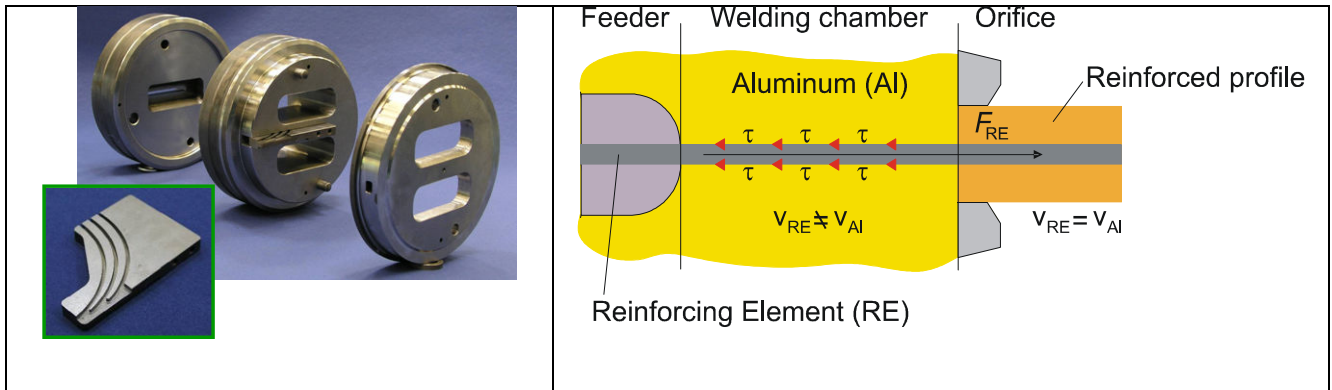 Feeder Welding chamber Orifice
Aluminum (Al)
Reinforced profile
F_RE
τ τ τ
τ τ τ
v_RE ≠ v_Al
v_RE = v_Al
Reinforcing Element (RE)